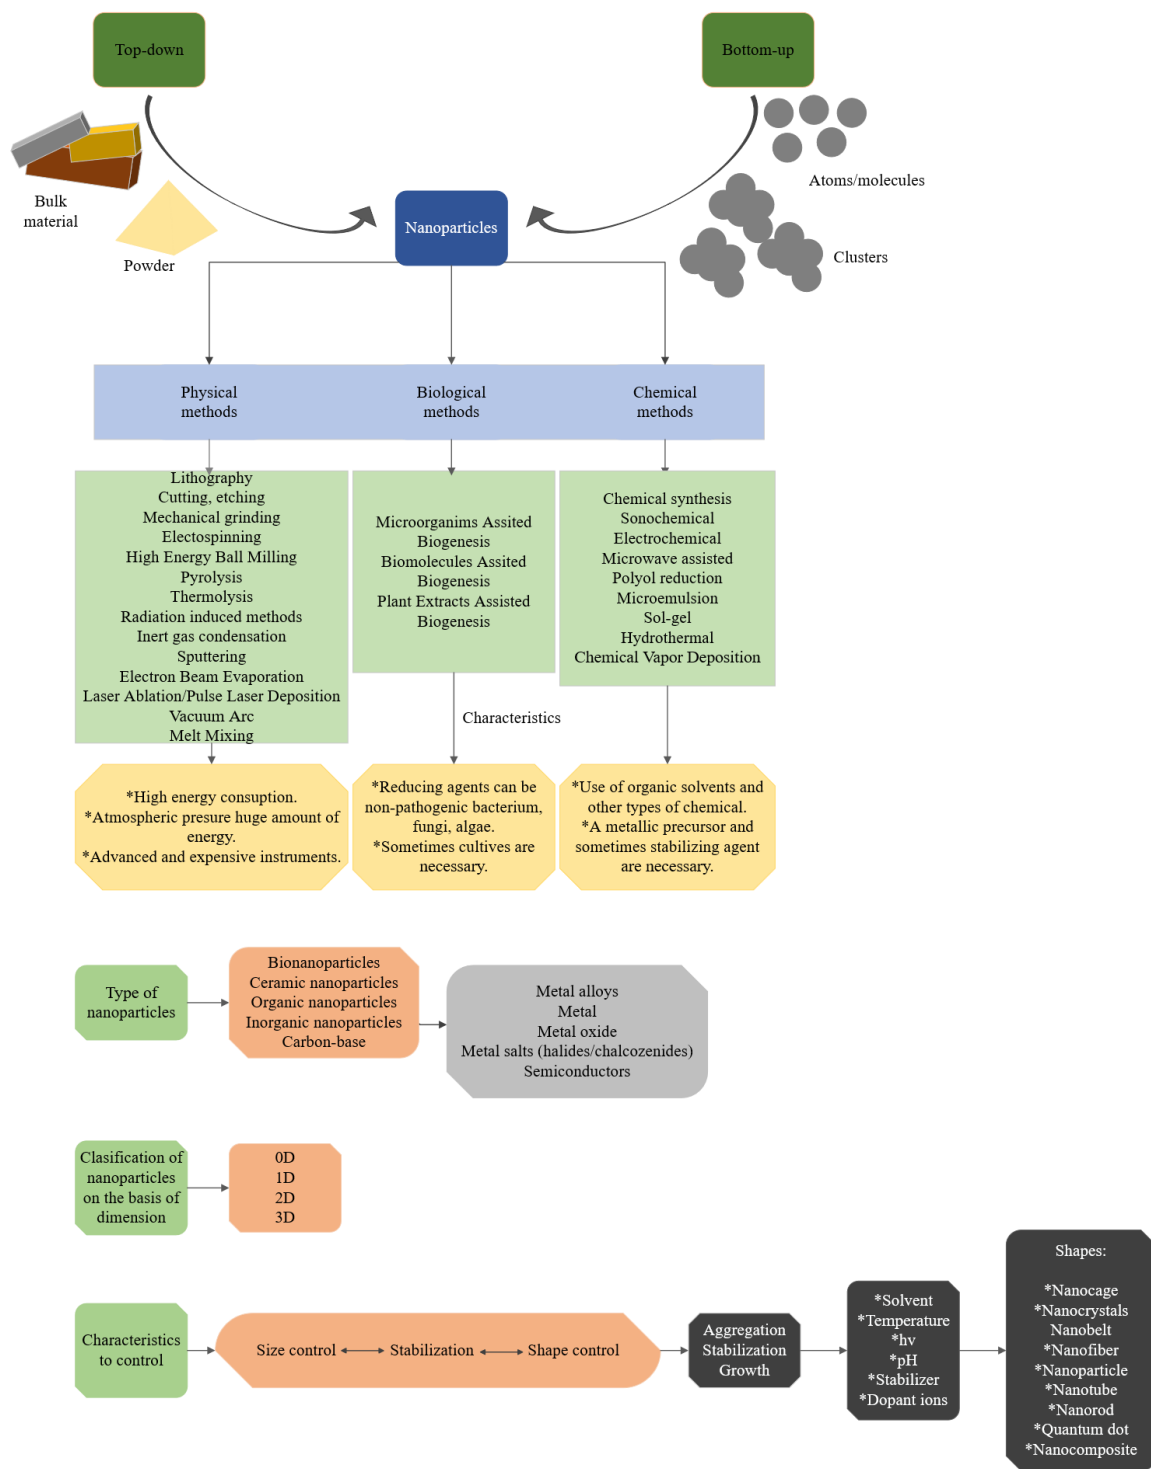 Top-down
Bottom-up
Bulk
material
Powder
Nanoparticles
Atoms/molecules
Clusters
Physical
methods
Biological
methods
Chemical
methods
Lithography
Cutting, etching
Mechanical grinding
Electospinning
High Energy Ball Milling
Pyrolysis
Thermolysis
Radiation induced methods
Inert gas condensation
Sputtering
Electron Beam Evaporation
Laser Ablation/Pulse Laser Deposition
Vacuum Arc
Melt Mixing
Microorganims Assited
Biogenesis
Biomolecules Assited
Biogenesis
Plant Extracts Assisted
Biogenesis
Chemical synthesis
Sonochemical
Electrochemical
Microwave assisted
Polyol reduction
Microemulsion
Sol-gel
Hydrothermal
Chemical Vapor Deposition
Characteristics
*High energy consuption.
*Atmospheric presure huge amount of
energy.
*Advanced and expensive instruments.
*Reducing agents can be
non-pathogenic bacterium,
fungi, algae.
*Sometimes cultives are
necessary.
*Use of organic solvents and
other types of chemical.
*A metallic precursor and
sometimes stabilizing agent
are necessary.
Type of
nanoparticles
Bionanoparticles
Ceramic nanoparticles
Organic nanoparticles
Inorganic nanoparticles
Carbon-base
Metal alloys
Metal
Metal oxide
Metal salts (halides/chalcozenides)
Semiconductors
Clasification of
nanoparticles
on the basis of
dimension
0D
1D
2D
3D
Characteristics
to control
Size control
Stabilization
Shape control
Aggregation
Stabilization
Growth
*Solvent
*Temperature
*hv
*pH
*Stabilizer
*Dopant ions
Shapes:
*Nanocage
*Nanocrystals
Nanobelt
*Nanofiber
*Nanoparticle
*Nanotube
*Nanorod
*Quantum dot
*Nanocomposite